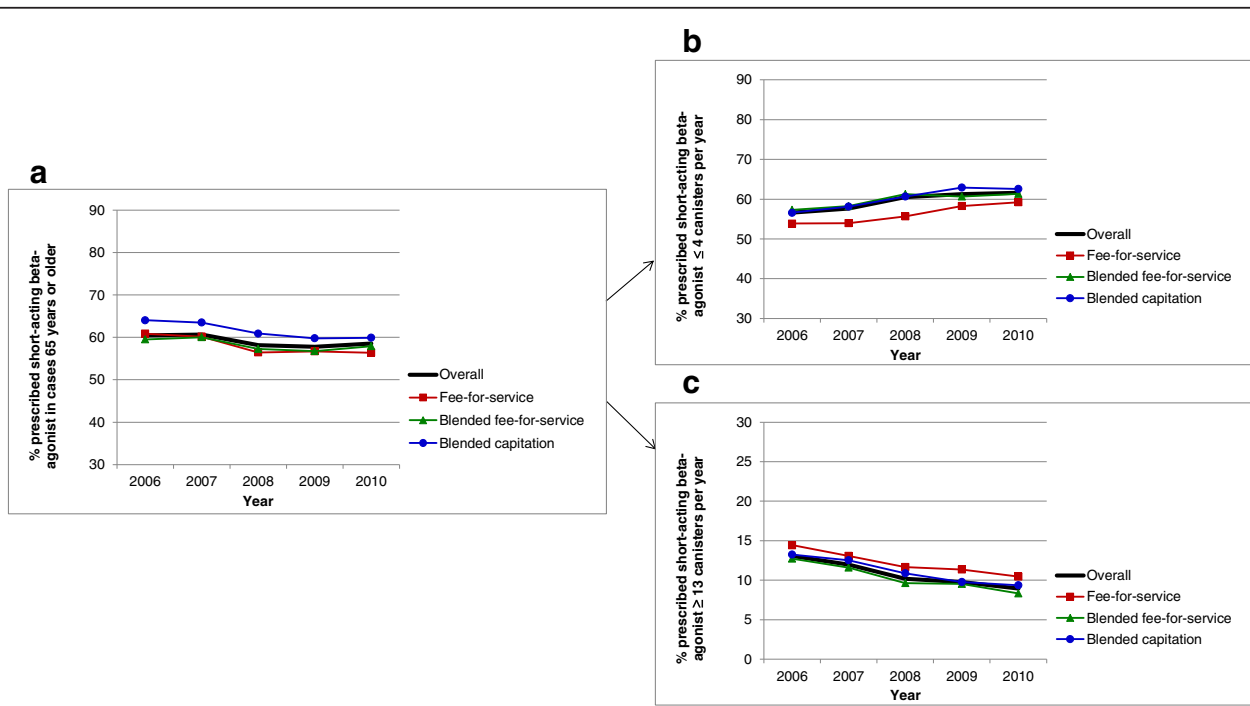 a
% prescribed short-acting beta-
agonist in cases 65 years or older
90
80
70
60
50
40
30
2006 2007 2008 2009 2010
Year
Overall
Fee-for-service
Blended fee-for-service
Blended capitation
b
% prescribed short-acting beta-
agonist ≤ 4 canisters per year
90
80
70
60
50
40
30
2006 2007 2008 2009 2010
Year
Overall
Fee-for-service
Blended fee-for-service
Blended capitation
c
% prescribed short-acting beta-
agonist ≥ 13 canisters per year
30
25
20
15
10
5
0
2006 2007 2008 2009 2010
Year
Overall
Fee-for-service
Blended fee-for-service
Blended capitation